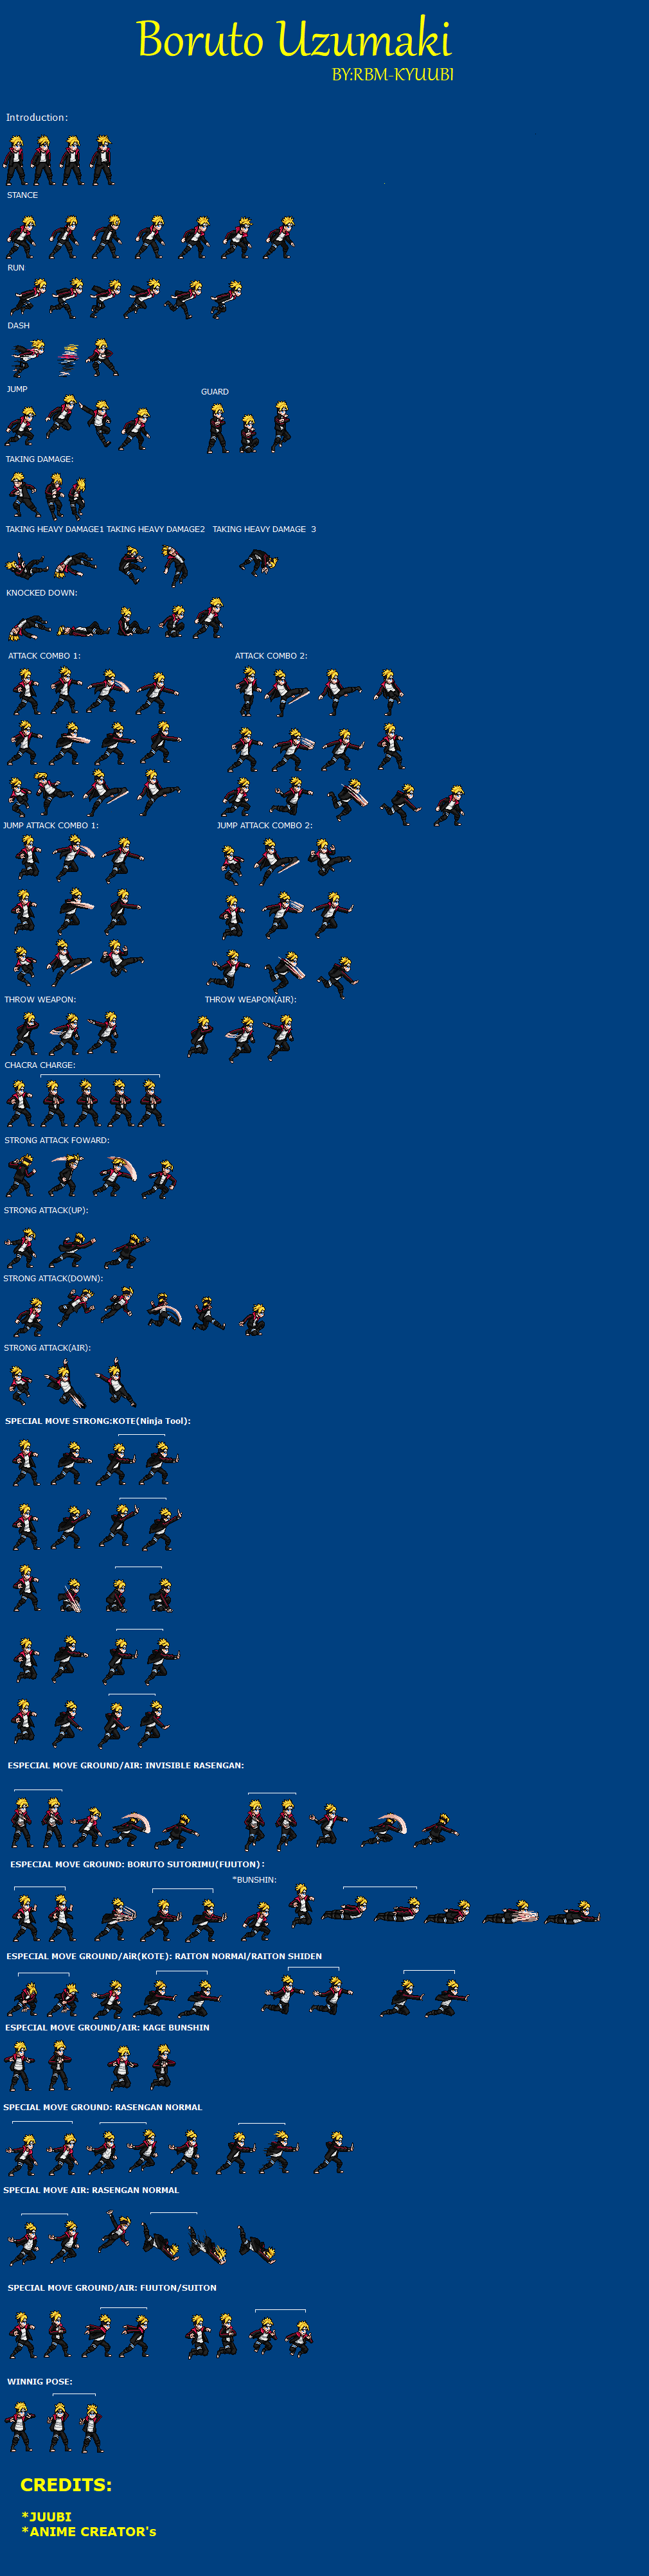 Boruto Uzumaki
BY:RBM-KYUUBI
Introduction:
STANCE
RUN
DASH
JUMP
GUARD
TAKING DAMAGE:
TAKING HEAVY DAMAGE1 TAKING HEAVY DAMAGE2 TAKING HEAVY DAMAGE 3
KNOCKED DOWN:
ATTACK COMBO 1:
ATTACK COMBO 2:
JUMP ATTACK COMBO 1:
JUMP ATTACK COMBO 2:
THROW WEAPON:
THROW WEAPON(AIR):
CHACRA CHARGE:
STRONG ATTACK FOWARD:
STRONG ATTACK(UP):
STRONG ATTACK(DOWN):
STRONG ATTACK(AIR):
SPECIAL MOVE STRONG:KOTE(Ninja Tool):
ESPECIAL MOVE GROUND/AIR: INVISIBLE RASENGAN:
ESPECIAL MOVE GROUND: BORUTO SUTORIMU(FUUTON):
*BUNSHIN:
ESPECIAL MOVE GROUND/AiR(KOTE): RAITON NORMAl/RAITON SHIDEN
ESPECIAL MOVE GROUND/AIR: KAGE BUNSHIN
SPECIAL MOVE GROUND: RASENGAN NORMAL
SPECIAL MOVE AIR: RASENGAN NORMAL
SPECIAL MOVE GROUND/AIR: FUUTON/SUITON
WINNIG POSE:
CREDITS:
*JUUBI
*ANIME CREATOR's